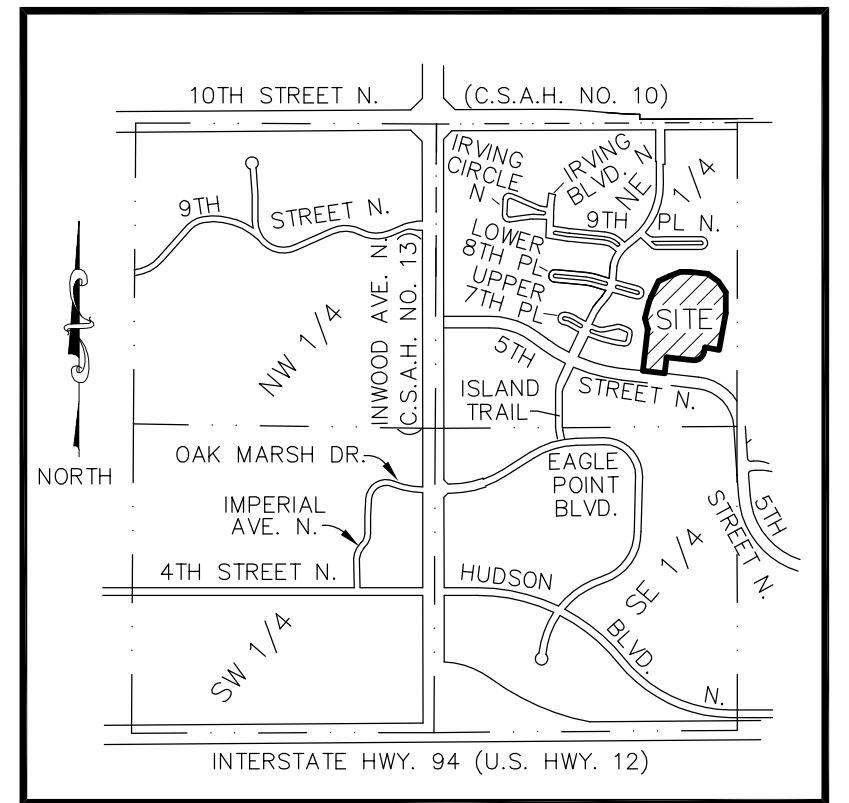 10TH STREET N.
(C.S.A.H. NO. 10)
IRVING
CIRCLE
N
IRVING
BLVD. N
NE 1/4
9TH STREET N.
9TH PL N.
LOWER
8TH PL
UPPER
7TH PL
INWOOD AVE. N.
(C.S.A.H. NO. 13)
NW 1/4
SITE
5TH STREET N.
ISLAND
TRAIL
NORTH
OAK MARSH DR.
EAGLE
POINT
BLVD.
IMPERIAL
AVE. N.
5TH
STREET N.
4TH STREET N.
HUDSON BLVD. N.
SE 1/4
SW 1/4
INTERSTATE HWY. 94 (U.S. HWY. 12)